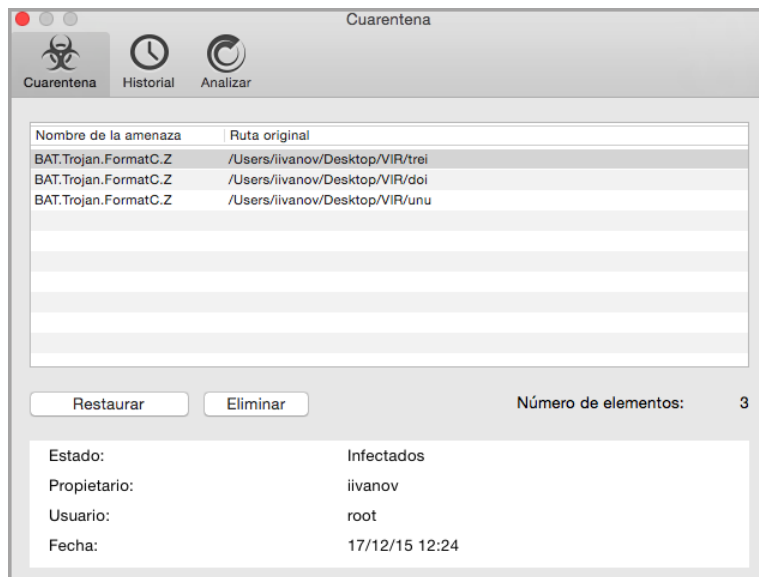 Cuarentena
Cuarentena Historial Analizar
Nombre de la amenaza Ruta original
BAT.Trojan.FormatC.Z /Users/iivanov/Desktop/VIR/trei
BAT.Trojan.FormatC.Z /Users/iivanov/Desktop/VIR/doi
BAT.Trojan.FormatC.Z /Users/iivanov/Desktop/VIR/unu
Restaurar Eliminar Número de elementos: 3
Estado: Infectados
Propietario: iivanov
Usuario: root
Fecha: 17/12/15 12:24